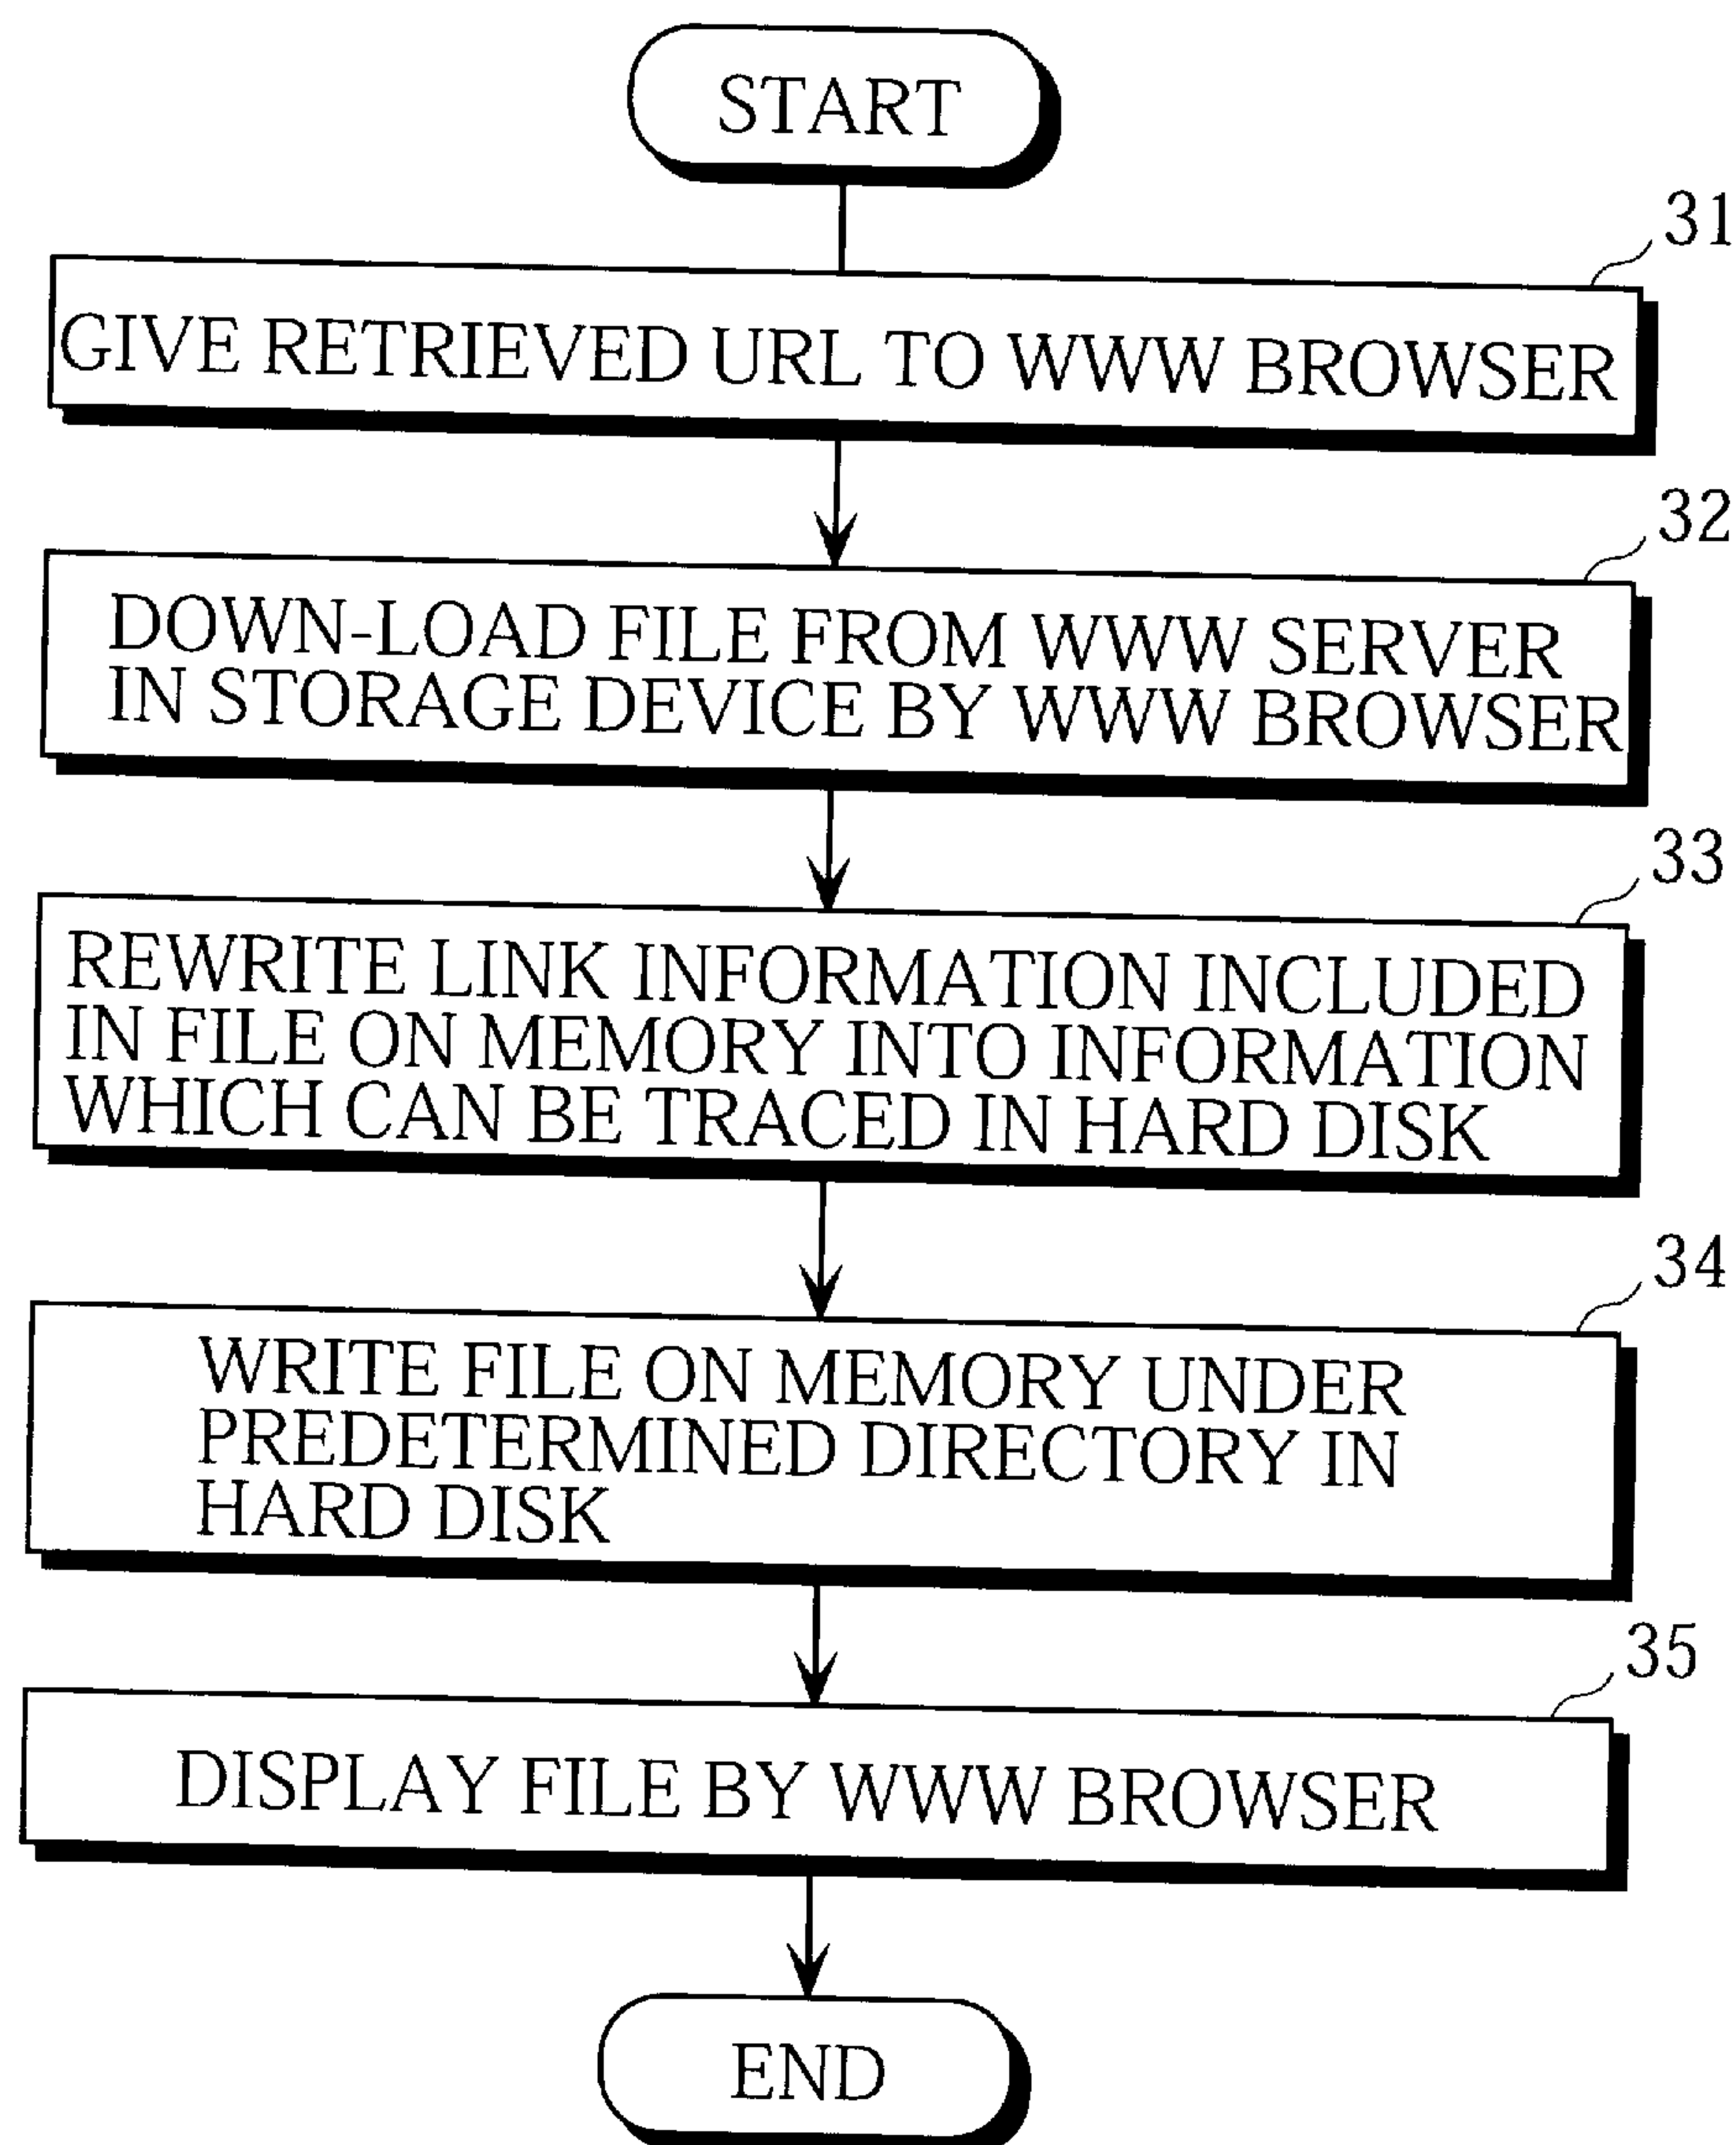 START
31
GIVE RETRIEVED URL TO WWW BROWSER
32
DOWN-LOAD FILE FROM WWW SERVER
IN STORAGE DEVICE BY WWW BROWSER
33
REWRITE LINK INFORMATION INCLUDED
IN FILE ON MEMORY INTO INFORMATION
WHICH CAN BE TRACED IN HARD DISK
34
WRITE FILE ON MEMORY UNDER
PREDETERMINED DIRECTORY IN
HARD DISK
35
DISPLAY FILE BY WWW BROWSER
END